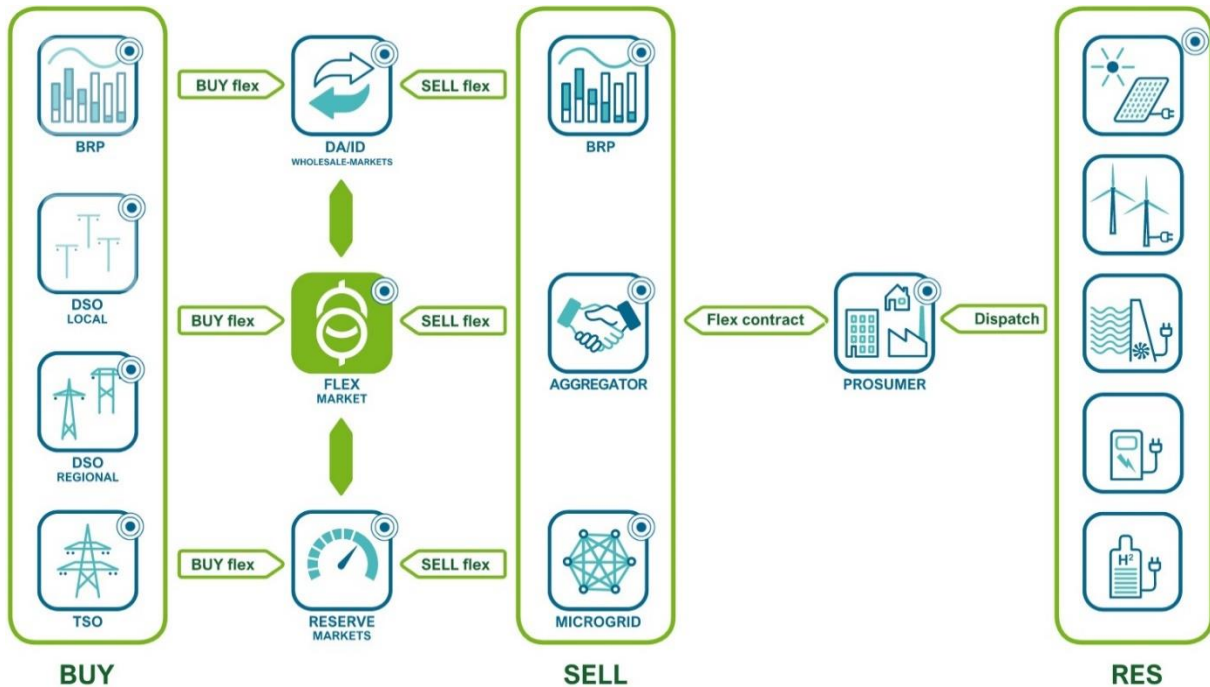 BRP
BUY flex
DA/ID
WHOLESALE-MARKETS
SELL flex
BRP
DSO
LOCAL
BUY flex
FLEX
MARKET
SELL flex
AGGREGATOR
Flex contract
PROSUMER
Dispatch
DSO
REGIONAL
TSO
BUY flex
RESERVE
MARKETS
SELL flex
MICROGRID
H²
BUY
SELL
RES